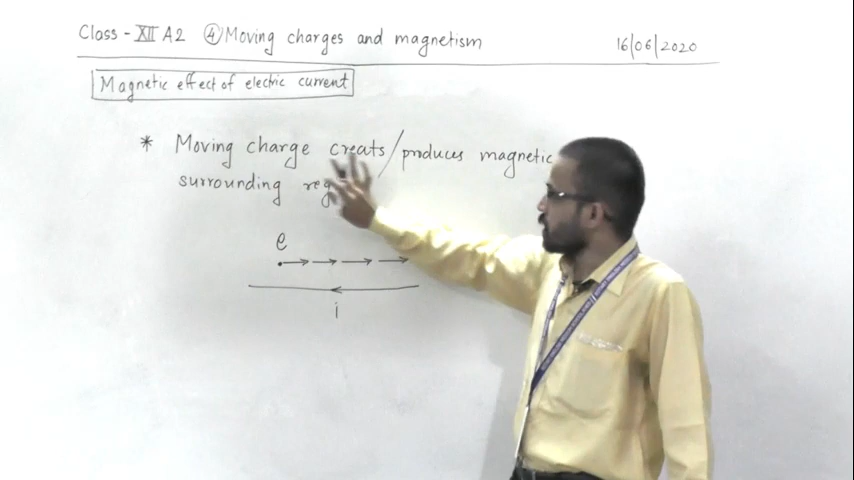 Class - XII A2 ④ Moving charges and magnetism 16/06/2020
Magnetic effect of electric current
* Moving charge creats/produces magnetic
surrounding reg
e
i